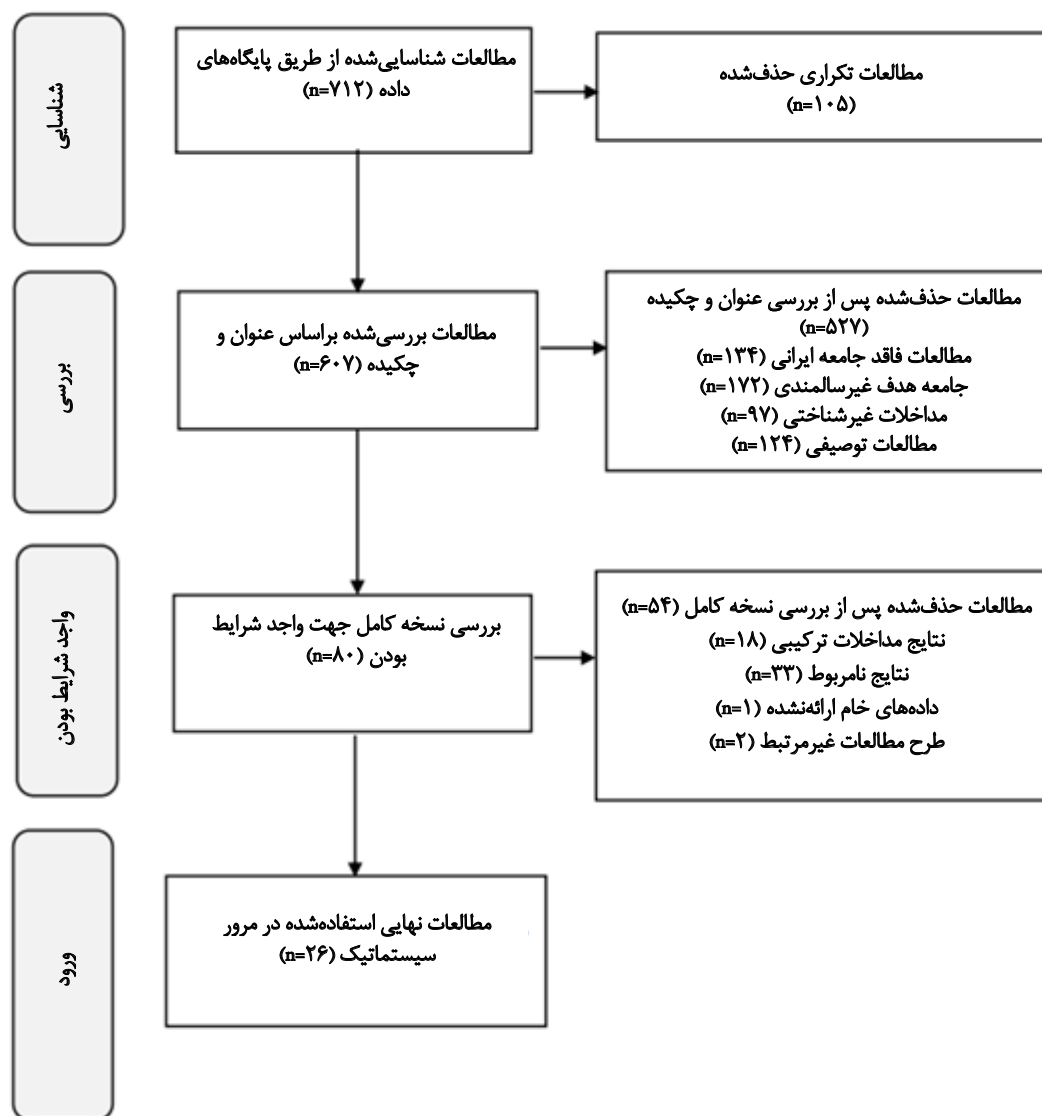 شناسایی
مطالعات شناسایی‌شده از طریق پایگاه‌های
داده (n=۷۱۲)
مطالعات تکراری حذف‌شده
(n=۱۰۵)
بررسی
مطالعات بررسی‌شده براساس عنوان و
چکیده (n=۶۰۷)
مطالعات حذف‌شده پس از بررسی عنوان و چکیده
(n=۵۲۷)
مطالعات فاقد جامعه ایرانی (n=۱۳۴)
جامعه هدف غیرسالمندی (n=۱۷۲)
مداخلات غیرشناختی (n=۹۷)
مطالعات توصیفی (n=۱۲۴)
واجد شرایط بودن
بررسی نسخه کامل جهت واجد شرایط
بودن (n=۸۰)
مطالعات حذف‌شده پس از بررسی نسخه کامل (n=۵۴)
نتایج مداخلات ترکیبی (n=۱۸)
نتایج نامربوط (n=۳۳)
داده‌های خام ارائه‌نشده (n=۱)
طرح مطالعات غیرمرتبط (n=۲)
ورود
مطالعات نهایی استفاده‌شده در مرور
سیستماتیک (n=۲۶)